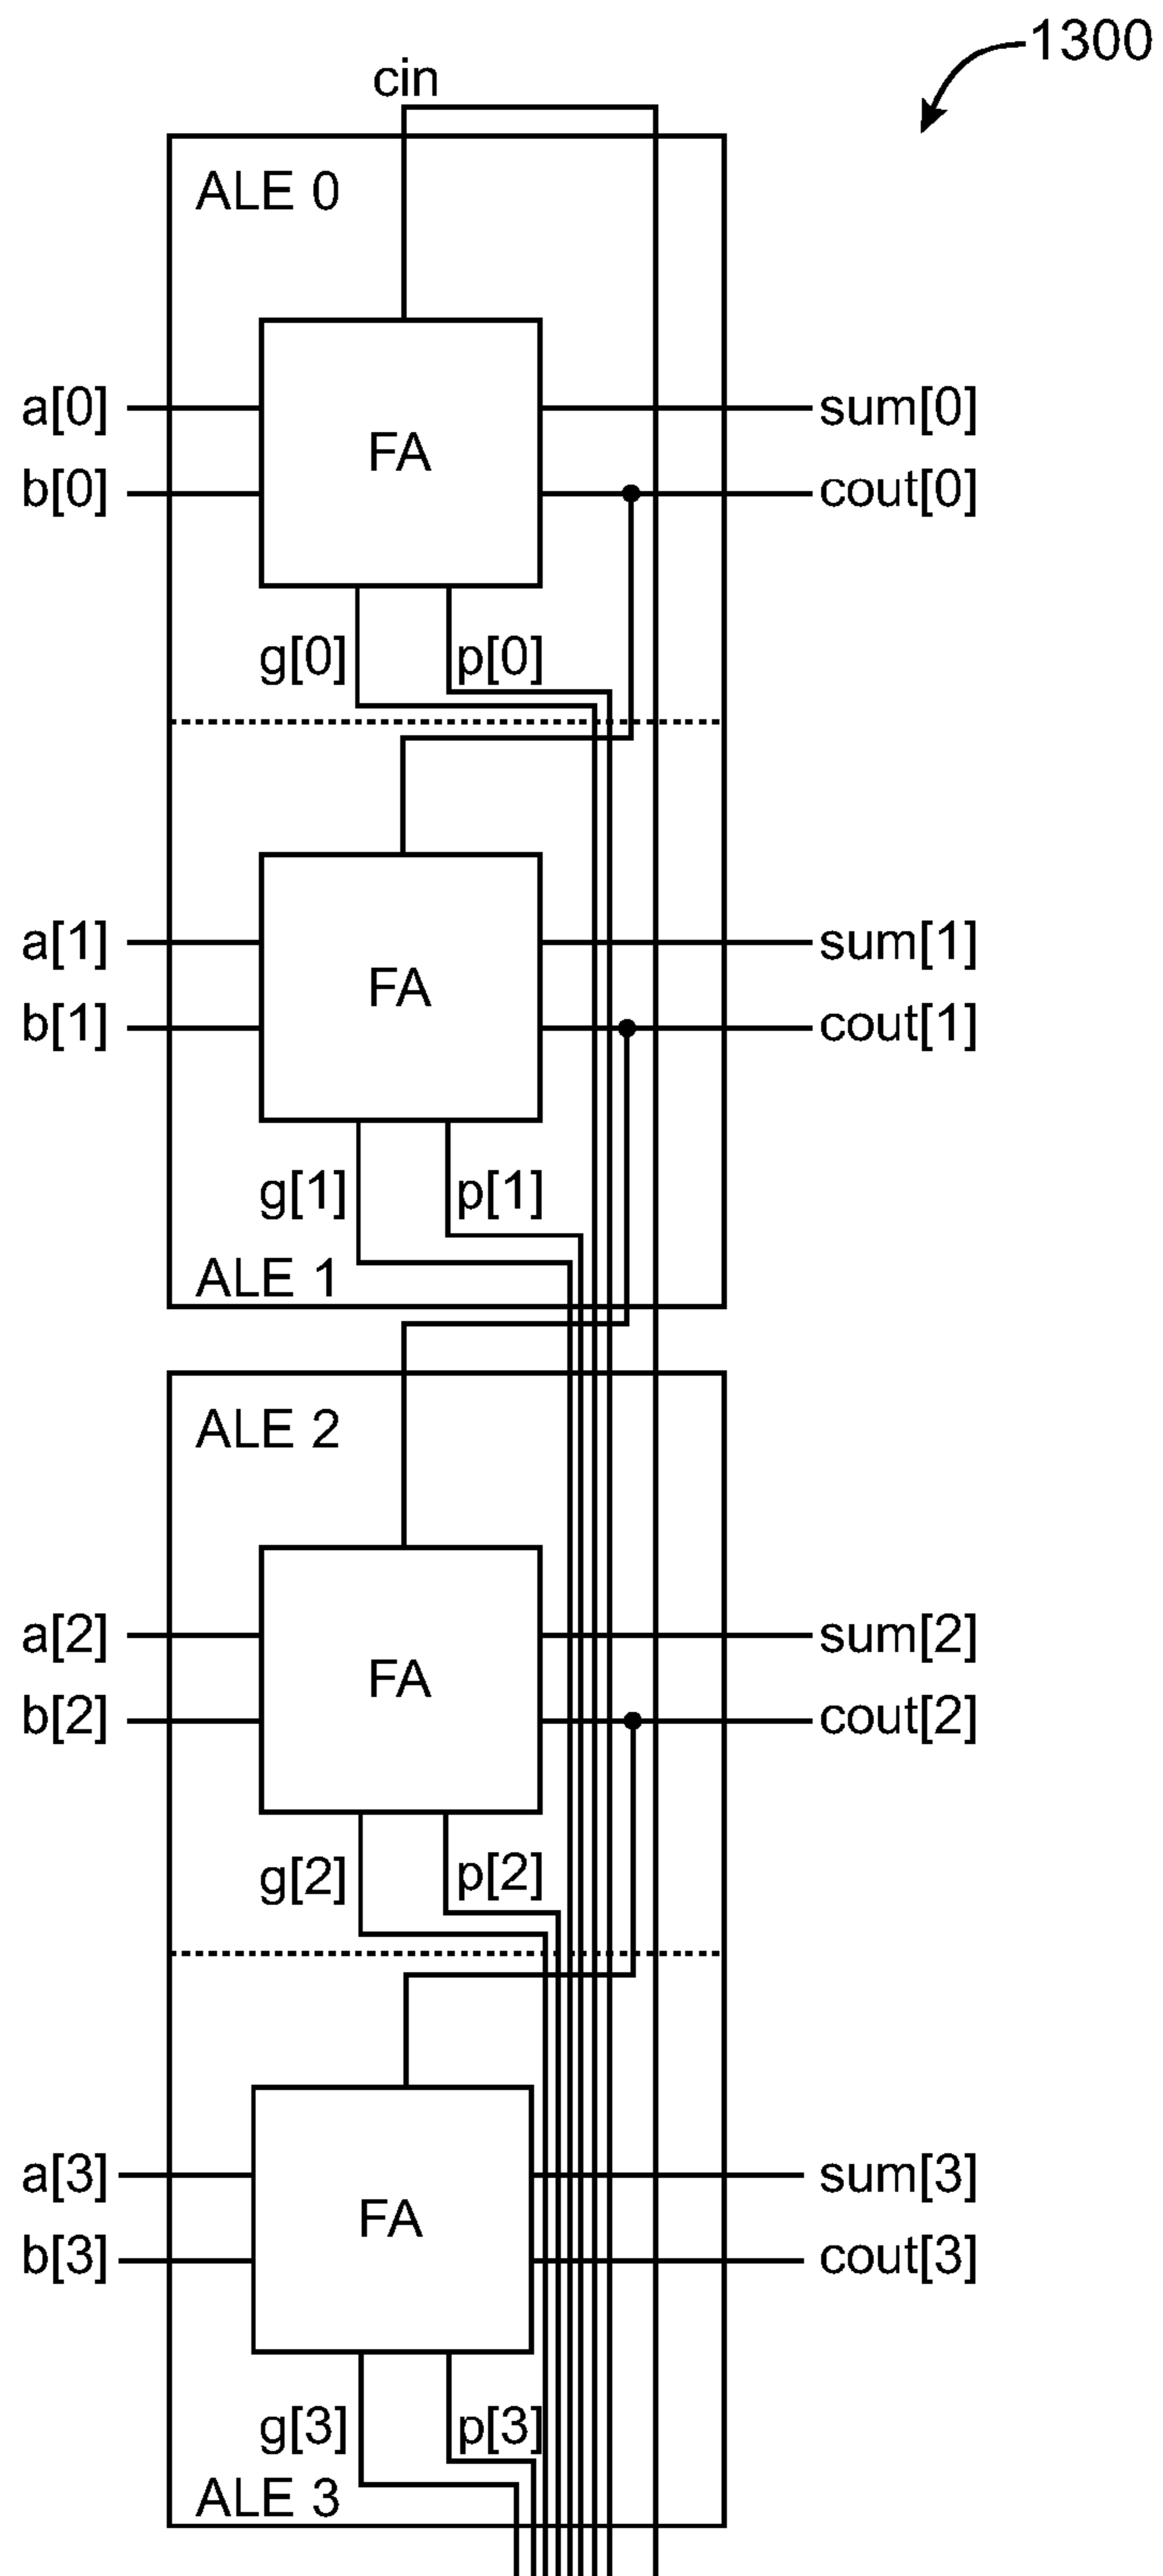 1300
cin
ALE 0
a[0]
sum[0]
FA
b[0]
cout[0]
g[0]
p[0]
a[1]
sum[1]
FA
b[1]
cout[1]
g[1]
p[1]
ALE 1
ALE 2
a[2]
sum[2]
FA
b[2]
cout[2]
g[2]
p[2]
a[3]
sum[3]
FA
b[3]
cout[3]
g[3]
p[3]
ALE 3